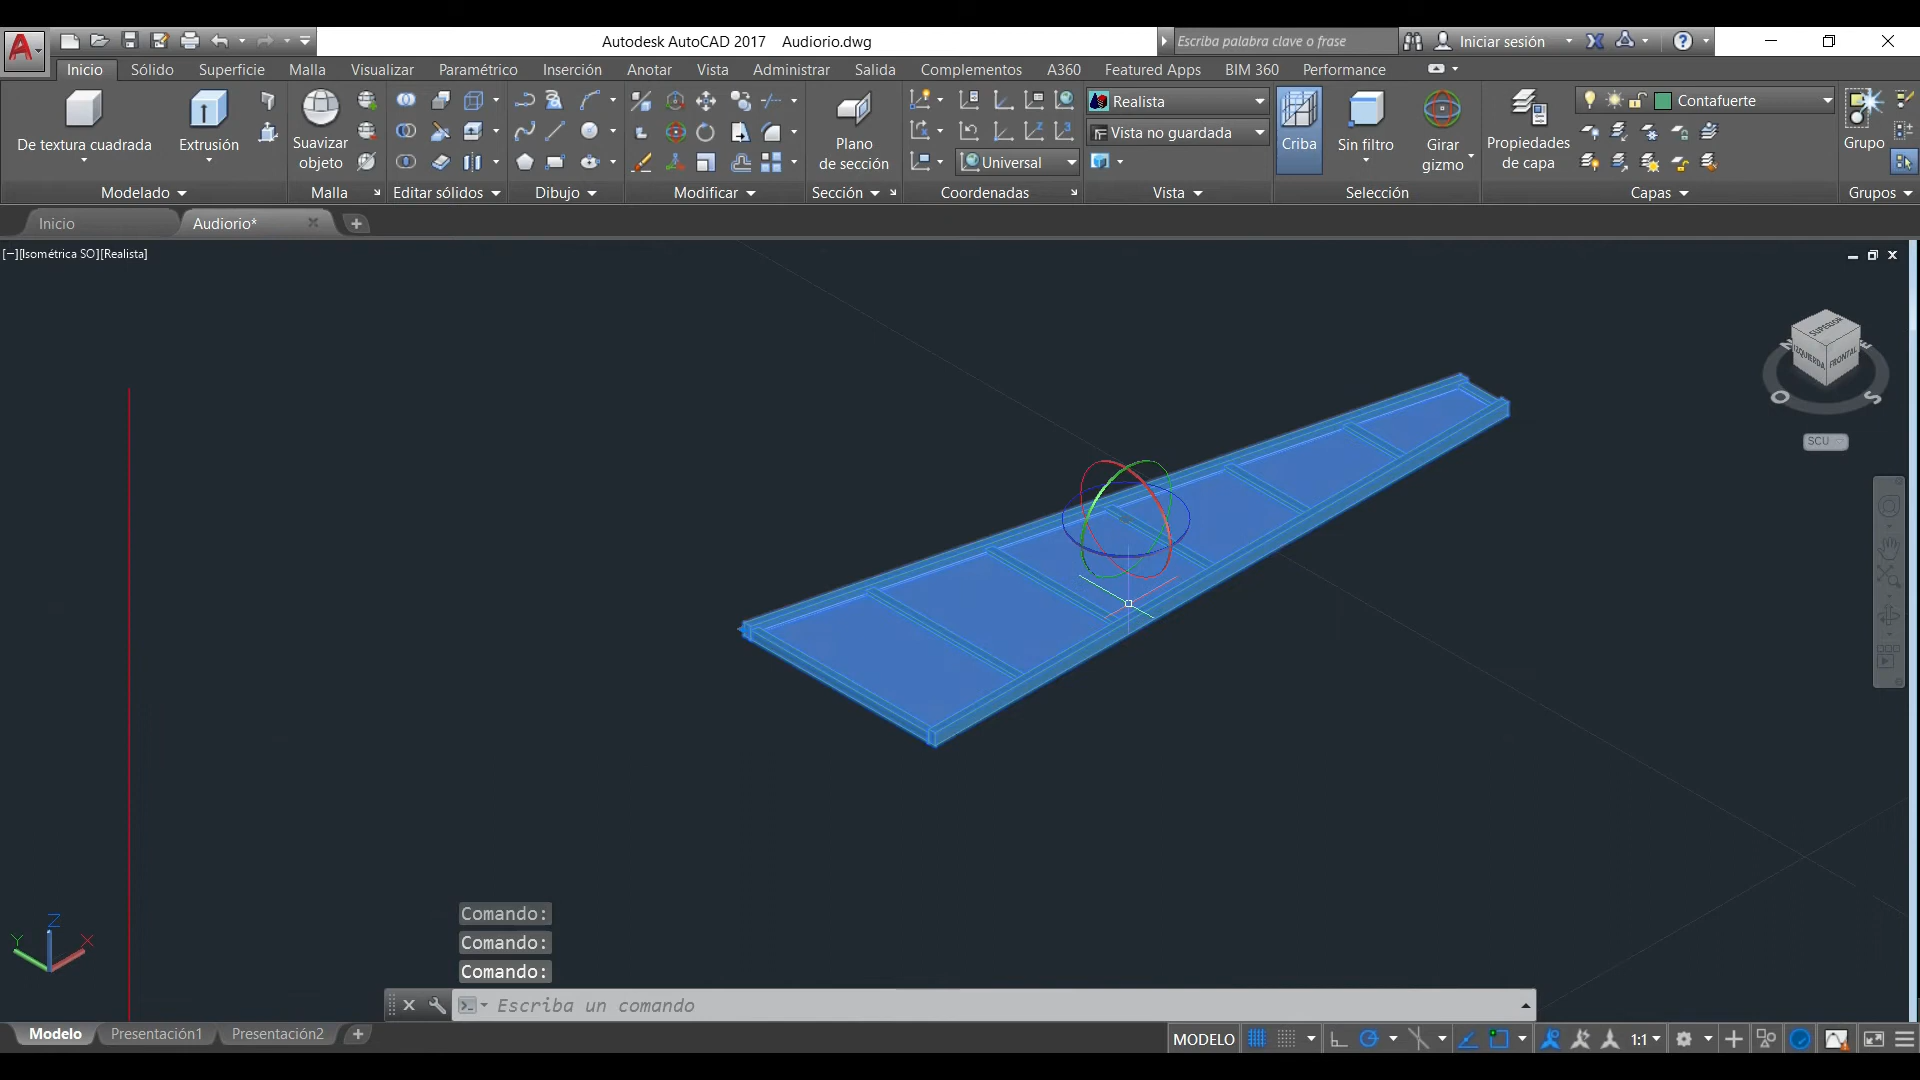 Autodesk AutoCAD 2017 Audiorio.dwg
Escriba palabra clave o frase
Iniciar sesión
Inicio Sólido Superficie Malla Visualizar Paramétrico Inserción Anotar Vista Administrar Salida Complementos A360 Featured Apps BIM 360 Performance
De textura cuadrada
Extrusión
Suavizar
objeto
Plano
de sección
Universal
Realista
Vista no guardada
Criba
Sin filtro
Girar
gizmo
Propiedades
de capa
Contafuerte
Grupo
Modelado Malla Editar sólidos Dibujo Modificar Sección Coordenadas Vista Selección Capas Grupos
Inicio
Audiorio*
[−][Isométrica SO][Realista]
SUPERIOR
IZQUIERDA
FRONTAL
N
E
O
S
SCU
Z
Y
X
Comando:
Comando:
Comando:
Escriba un comando
Modelo Presentación1 Presentación2
MODELO
1:1